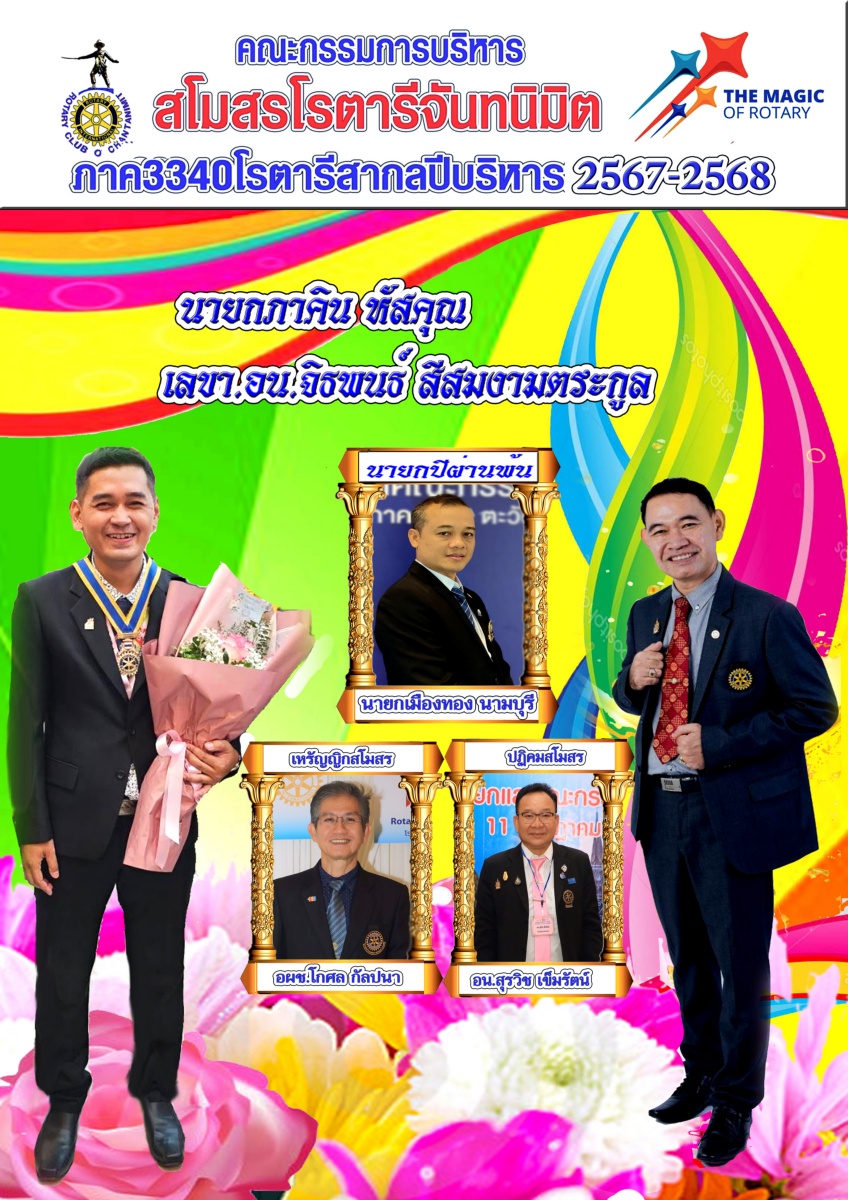 คณะกรรมการบริหาร
สโมสรโรตารีจันทนิมิต
ภาค3340โรตารีสากลปีบริหาร 2567-2568
ROTARY CLUB O CHANTANIMIT
ROTARY
INTERNATIONAL
THE MAGIC
OF ROTARY
นายกภาคิน หัสคุณ
เลขา.อน.จิรพนธ์ สีสมงามตระกูล
นายกปีผ่านพ้น
นายกเมืองทอง นามบุรี
เหรัญญิกสโมสร
ปฏิคมสโมสร
Rota
11
อผช.โกศล กัลปนา
อน.สุรวิช เข็มรัตน์